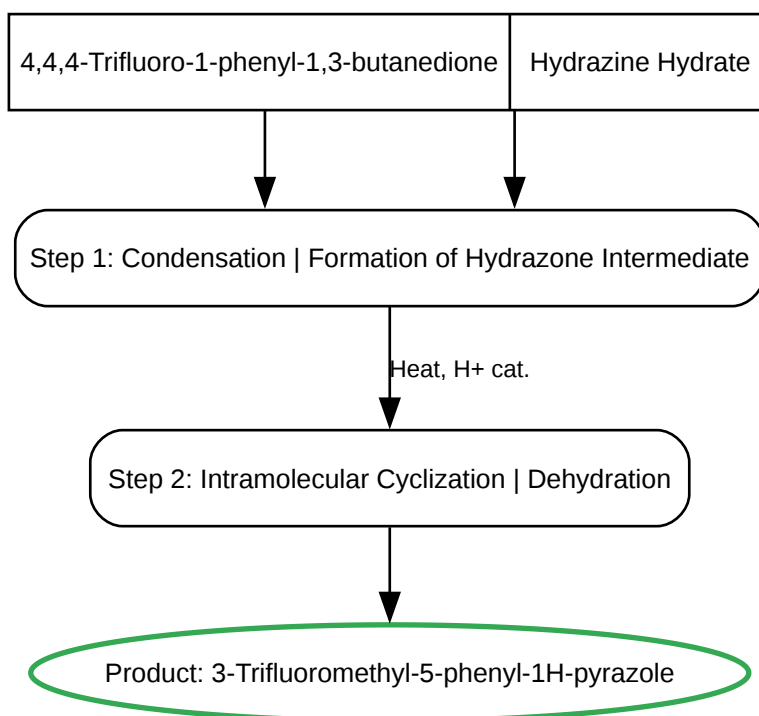 4,4,4-Trifluoro-1-phenyl-1,3-butanedione
Hydrazine Hydrate
Step 1: Condensation | Formation of Hydrazone Intermediate
Heat, H+ cat.
Step 2: Intramolecular Cyclization | Dehydration
Product: 3-Trifluoromethyl-5-phenyl-1H-pyrazole